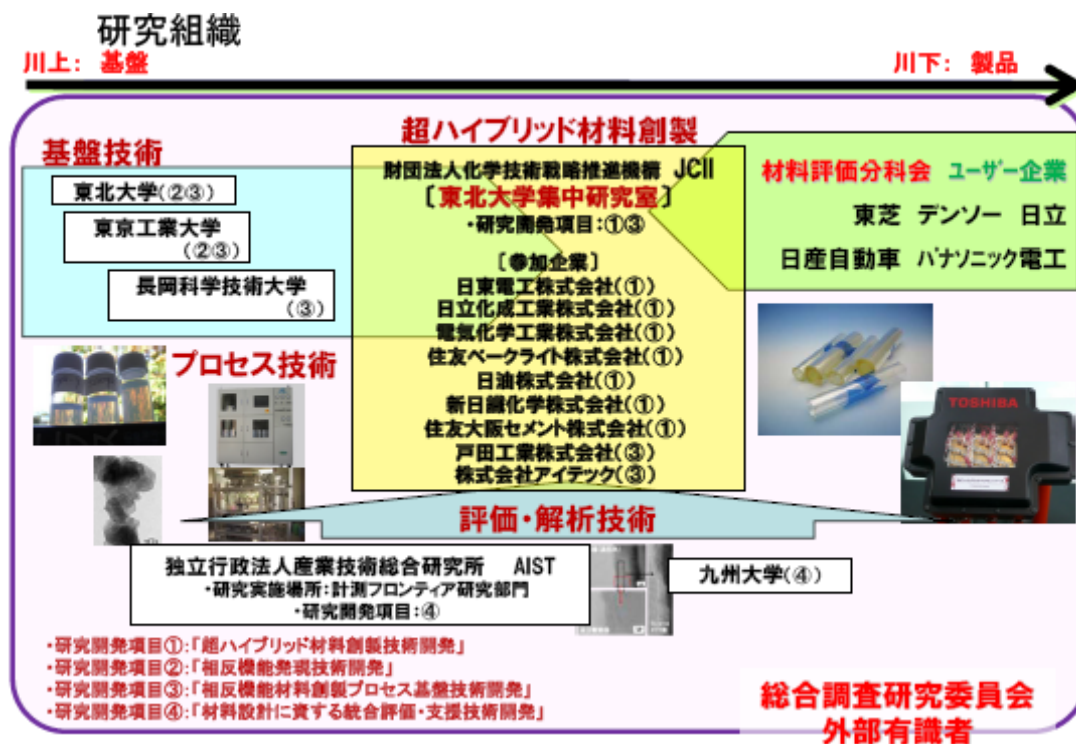 研究組織
川上: 基盤
川下: 製品
超ハイブリッド材料創製
基盤技術
東北大学(②③)
東京工業大学
(②③)
長岡科学技術大学
(③)
財団法人化学技術戦略推進機構 JCII
[東北大学集中研究室]
・研究開発項目:①③
[参加企業]
日東電工株式会社(①)
日立化成工業株式会社(①)
電気化学工業株式会社(①)
住友ベークライト株式会社(①)
日油株式会社(①)
新日鐵化学株式会社(①)
住友大阪セメント株式会社(①)
戸田工業株式会社(③)
株式会社アイテック(③)
材料評価分科会 ユーザー企業
東芝 デンソー 日立
日産自動車 パナソニック電工
プロセス技術
TOSHIBA
評価・解析技術
独立行政法人産業技術総合研究所 AIST
・研究実施場所:計測フロンティア研究部門
・研究開発項目:④
九州大学(④)
・研究開発項目①:「超ハイブリッド材料創製技術開発」
・研究開発項目②:「相反機能発現技術開発」
・研究開発項目③:「相反機能材料創製プロセス基盤技術開発」
・研究開発項目④:「材料設計に資する統合評価・支援技術開発」
総合調査研究委員会
外部有識者